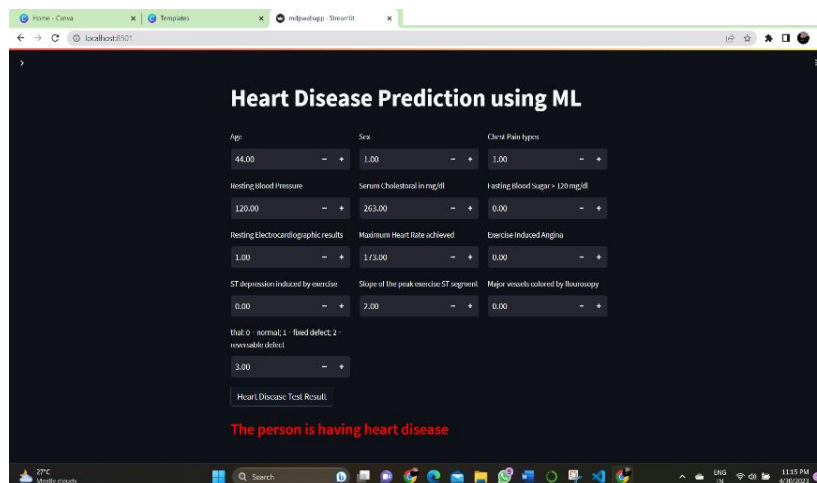 Home - Canva
Templates
mdpwebapp · Streamlit
localhost:8501
Heart Disease Prediction using ML
Age
Sex
Chest Pain types
44.00
1.00
1.00
Resting Blood Pressure
Serum Cholestoral in mg/dl
Fasting Blood Sugar > 120 mg/dl
120.00
263.00
0.00
Resting Electrocardiographic results
Maximum Heart Rate achieved
Exercise Induced Angina
1.00
173.00
0.00
ST depression induced by exercise
Slope of the peak exercise ST segment
Major vessels colored by flourosopy
0.00
2.00
0.00
thal: 0 - normal; 1 - fixed defect; 2 -
reversable defect
3.00
Heart Disease Test Result
The person is having heart disease
27°C
Mostly cloudy
Search
ENG
IN
11:15 PM
4/30/2023